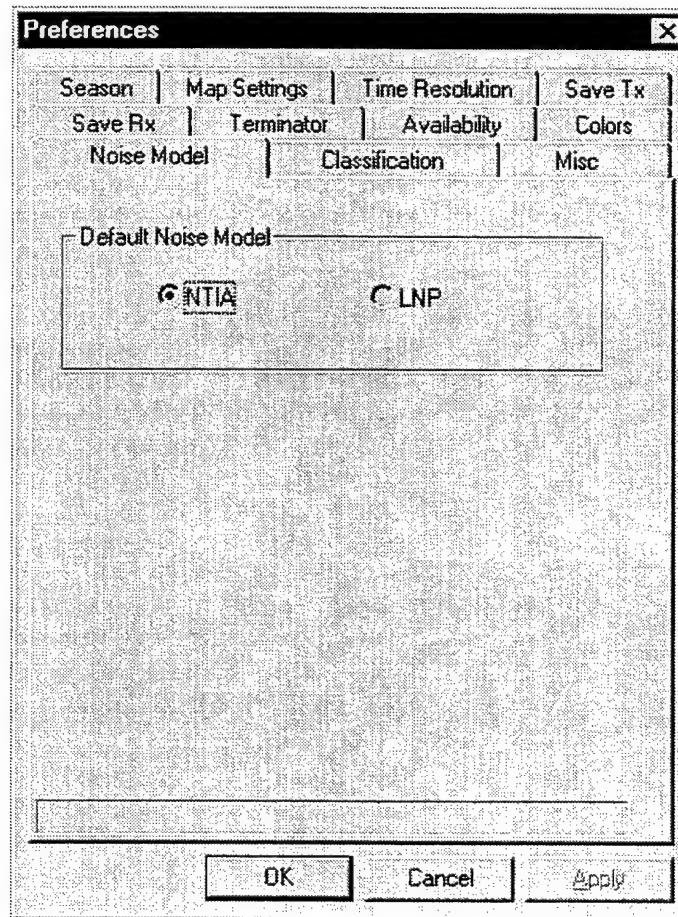 Preferences
Season Map Settings Time Resolution Save Tx
Save Rx Terminator Availability Colors
Noise Model Classification Misc
Default Noise Model
NTIA LNP
OK Cancel Apply